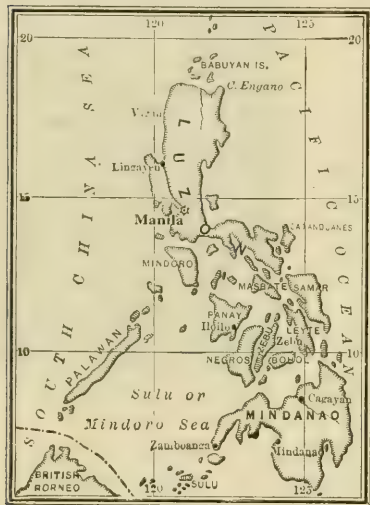 120 125
20 20
PACIFIC OCEAN
BABUYAN IS.
C. Engano
SOUTH CHINA SEA
LUZON
Lingayen
15 15
Manila
CATANDUANES
MINDORO
MASBATE
SAMAR
PANAY
Iloilo
LEYTE
ZEBU
Zebu
10 10
PALAWAN
NEGROS
BOHOL
Sulu or
Mindoro Sea
Cagayan
MINDANAO
Zamboanga
Mindanao
BRITISH
BORNEO
120 125
SULU